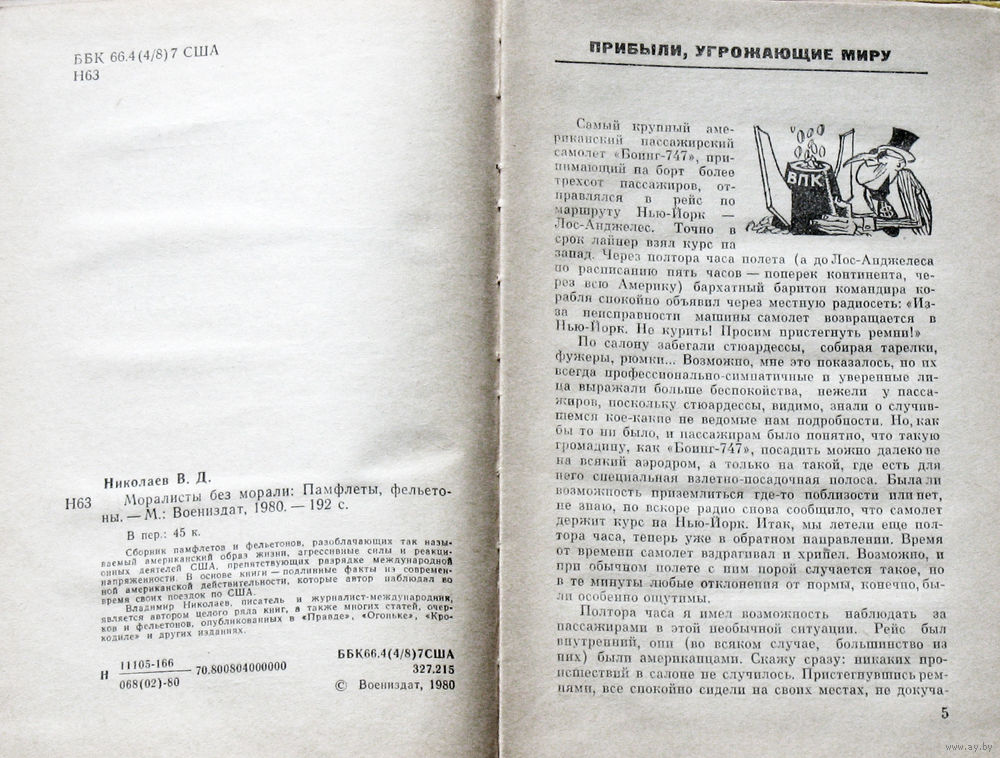 ББК 66.4(4/8)7 США
Н63
Николаев В. Д.
Н63
Моралисты без морали: Памфлеты, фельето-
ны. — М.: Воениздат, 1980. — 192 с.
В пер.: 45 к.
Сборник памфлетов и фельетонов, разоблачающих так назы-
ваемый американский образ жизни, агрессивные силы и реакци-
онных деятелей США, препятствующих разрядке международной
напряженности. В основе книги — подлинные факты из современ-
ной американской действительности, которые автор наблюдал во
время своих поездок по США.
Владимир Николаев, писатель и журналист-международник,
является автором целого ряда книг, а также многих статей, очер-
ков и фельетонов, опубликованных в «Правде», «Огоньке», «Кро-
кодиле» и других изданиях.
Н 11105-166 70.800804000000
068(02)-80
ББК66.4(4/8)7США
327.215
© Воениздат, 1980
ПРИБЫЛИ, УГРОЖАЮЩИЕ МИРУ
ВПК
Самый крупный аме-
риканский пассажирский
самолет «Боинг-747», при-
нимающий на борт более
трехсот пассажиров, от-
правлялся в рейс по
маршруту Нью-Йорк —
Лос-Анджелес. Точно в
срок лайнер взял курс на
запад. Через полтора часа полета (а до Лос-Анджелеса
по расписанию пять часов — поперек континента, че-
рез всю Америку) бархатный баритон командира ко-
рабля спокойно объявил через местную радиосеть: «Из-
за неисправности машины самолет возвращается в
Нью-Йорк. Не курить! Просим пристегнуть ремни!»
По салону забегали стюардессы, собирая тарелки,
фужеры, рюмки... Возможно, мне это показалось, но их
всегда профессионально-симпатичные и уверенные ли-
ца выражали больше беспокойства, нежели у пасса-
жиров, поскольку стюардессы, видимо, знали о случив-
шемся кое-какие не ведомые нам подробности. Но, как
бы то ни было, и пассажирам было понятно, что такую
громадину, как «Боинг-747», посадить можно далеко не
на всякий аэродром, а только на такой, где есть для
него специальная взлетно-посадочная полоса. Была ли
возможность приземлиться где-то поблизости или нет,
не знаю, но вскоре радио снова сообщило, что самолет
держит курс на Нью-Йорк. Итак, мы летели еще пол-
тора часа, теперь уже в обратном направлении. Время
от времени самолет вздрагивал и хрипел. Возможно, и
при обычном полете с ним порой случается такое, но
в те минуты любые отклонения от нормы, конечно, бы-
ли особенно ощутимы.
Полтора часа я имел возможность наблюдать за
пассажирами в этой необычной ситуации. Рейс был
внутренний, они (во всяком случае, большинство из
них) были американцами. Скажу сразу: никаких про-
исшествий в салоне не случилось. Пристегнувшись рем-
нями, все спокойно сидели на своих местах, не докуча-
5
www.ay.by